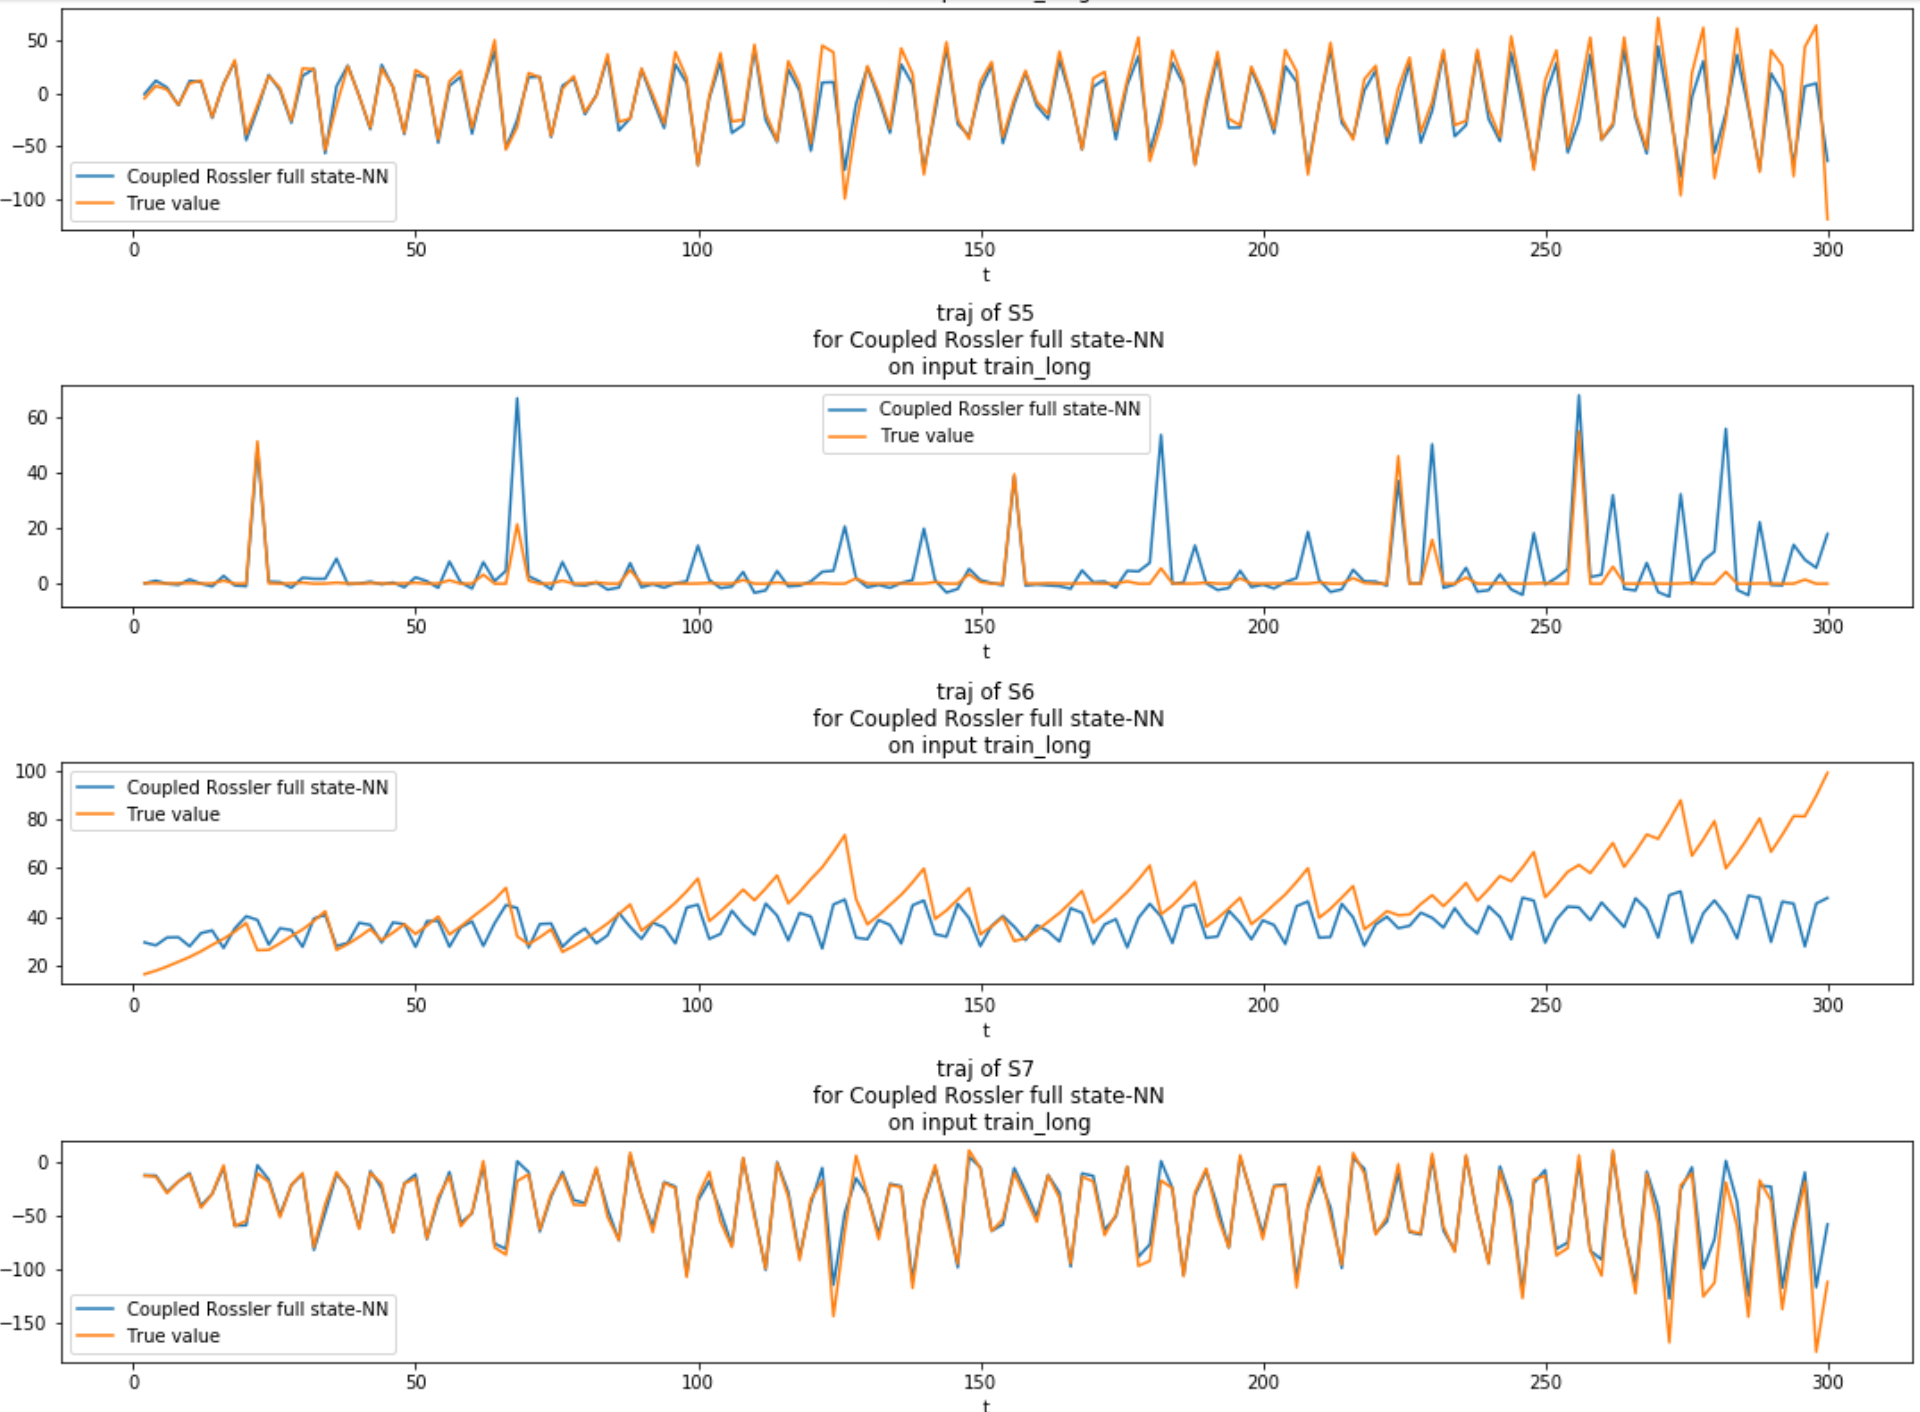 50
0
−50
−100
Coupled Rossler full state-NN
True value
0 50 100 150 200 250 300
t
traj of S5
for Coupled Rossler full state-NN
on input train_long
60
40
20
0
Coupled Rossler full state-NN
True value
0 50 100 150 200 250 300
t
traj of S6
for Coupled Rossler full state-NN
on input train_long
100
80
60
40
20
Coupled Rossler full state-NN
True value
0 50 100 150 200 250 300
t
traj of S7
for Coupled Rossler full state-NN
on input train_long
0
−50
−100
−150
Coupled Rossler full state-NN
True value
0 50 100 150 200 250 300
t